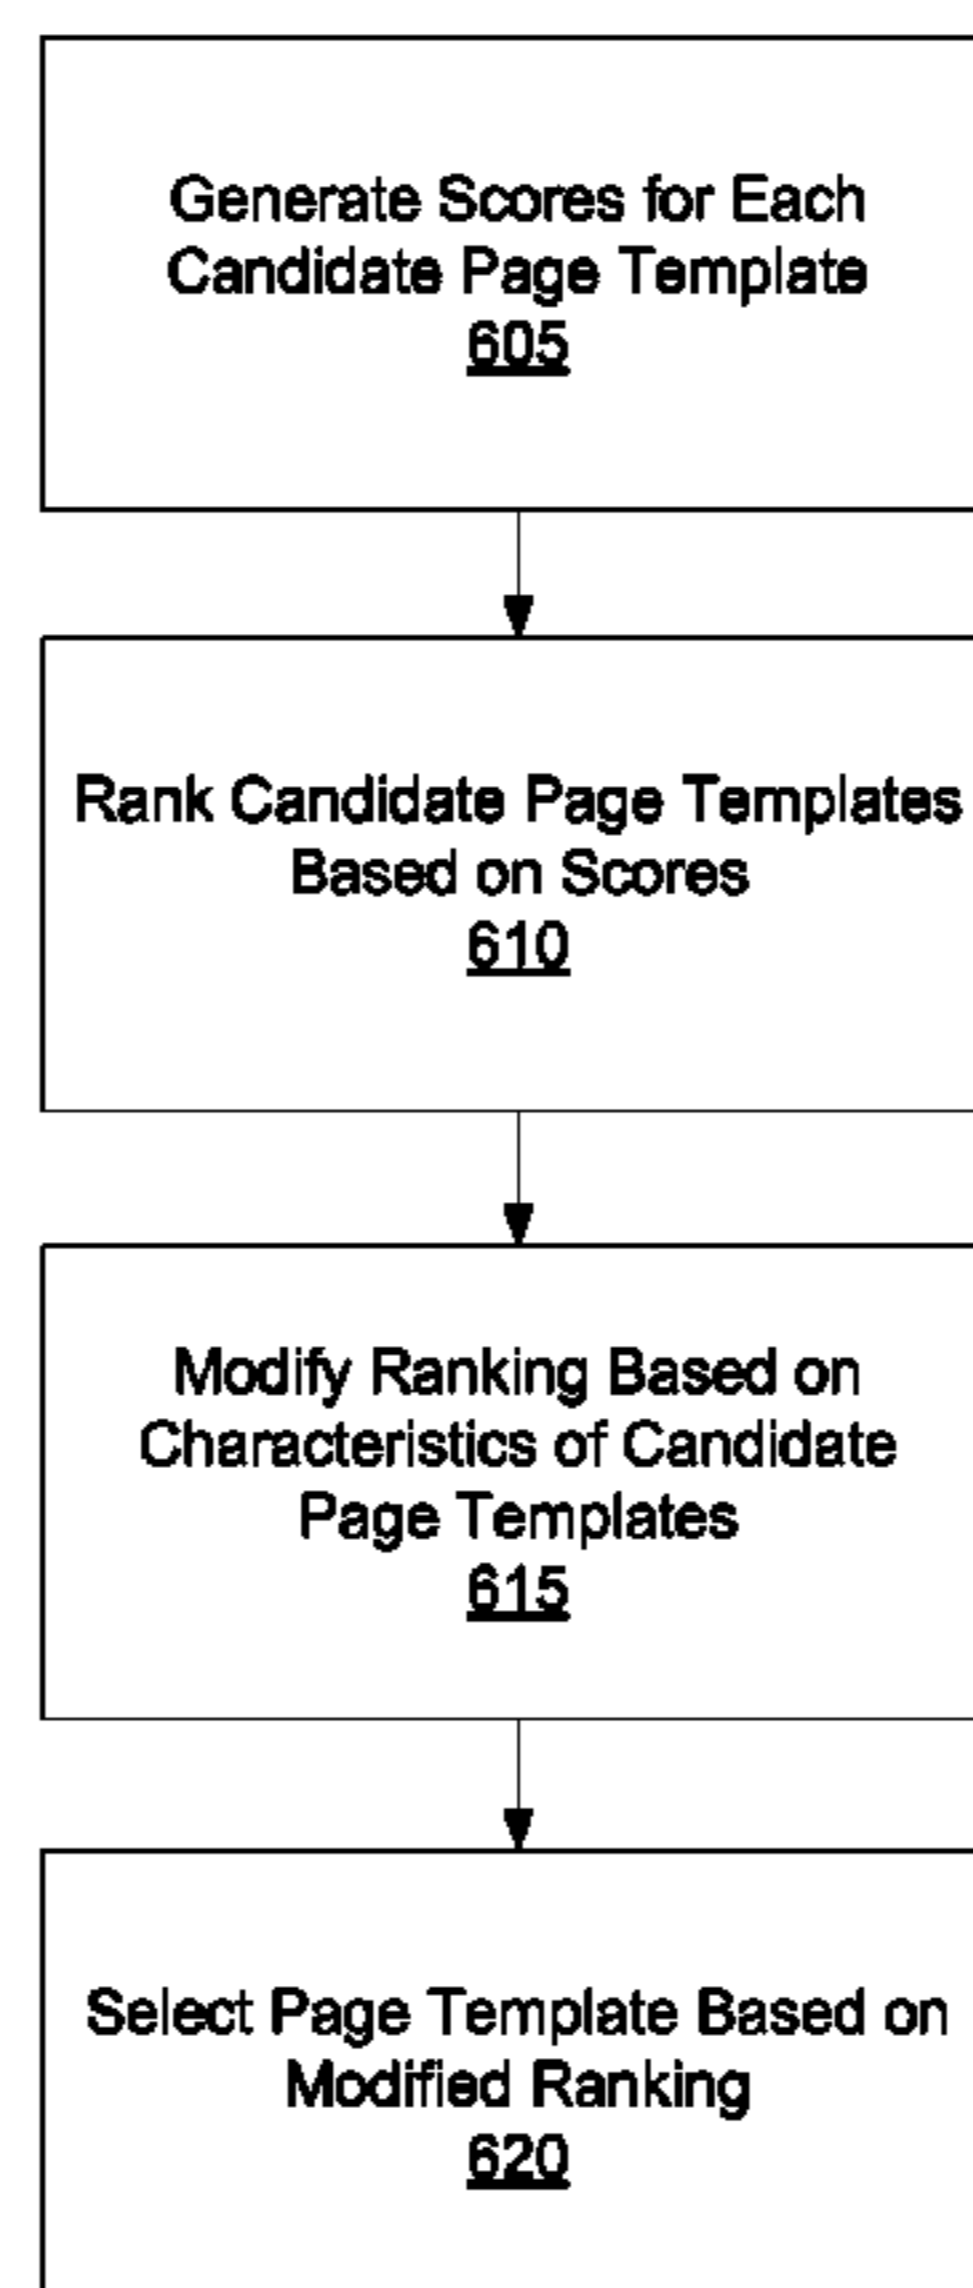 Generate Scores for Each
Candidate Page Template
605
Rank Candidate Page Templates
Based on Scores
610
Modify Ranking Based on
Characteristics of Candidate
Page Templates
615
Select Page Template Based on
Modified Ranking
620